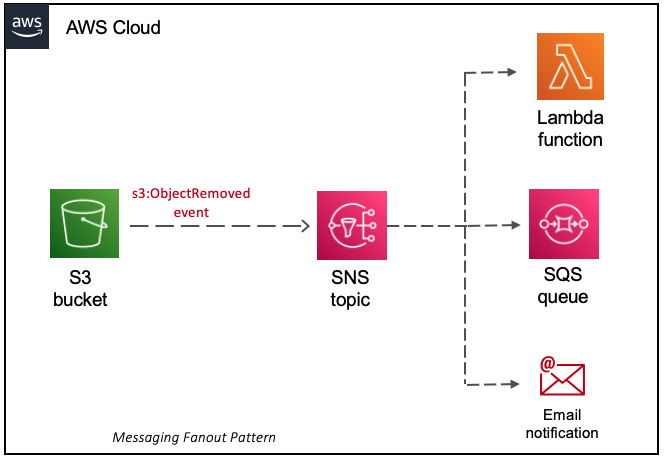 aws
AWS Cloud
Lambda
function
s3:ObjectRemoved
event
S3
bucket
SNS
topic
SQS
queue
@
Email
notification
Messaging Fanout Pattern